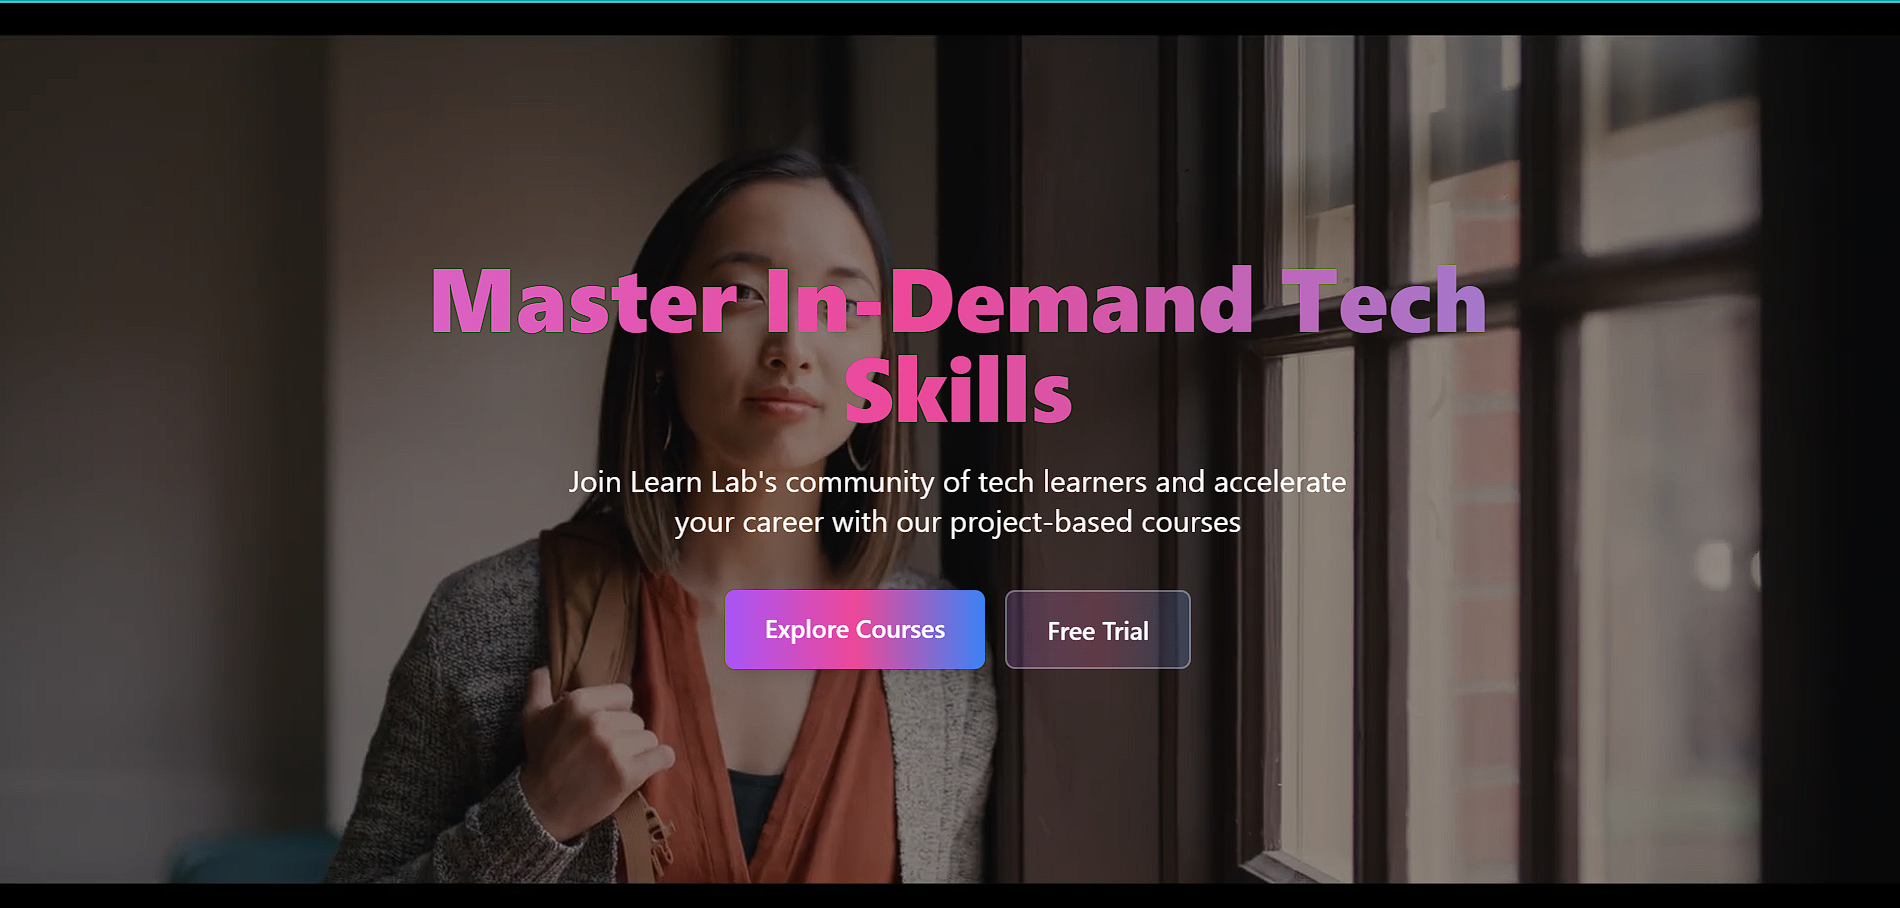 Master In-Demand Tech
Skills
Join Learn Lab's community of tech learners and accelerate
your career with our project-based courses
Explore Courses
Free Trial